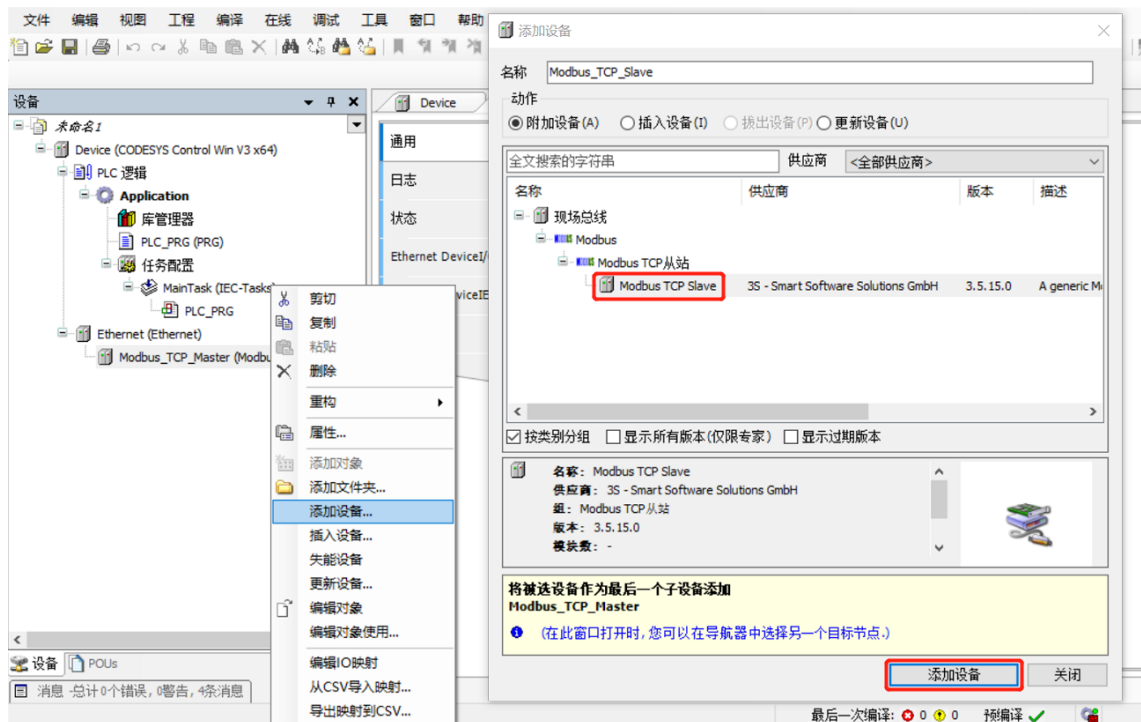 文件 编辑 视图 工程 编译 在线 调试 工具 窗口 帮助
设备
未命名1
Device (CODESYS Control Win V3 x64)
PLC 逻辑
Application
库管理器
PLC_PRG (PRG)
任务配置
MainTask (IEC-Tasks)
PLC_PRG
Ethernet (Ethernet)
Modbus_TCP_Master (Modbu
设备 POUs
消息 -总计0个错误，0警告，4条消息
Device
通用
日志
状态
Ethernet DeviceI/
viceIE
剪切
复制
粘贴
删除
重构
属性...
添加对象
添加文件夹...
添加设备...
插入设备...
失能设备
更新设备...
编辑对象
编辑对象使用...
编辑IO映射
从CSV导入映射...
导出映射到CSV...
添加设备
名称 Modbus_TCP_Slave
动作
附加设备(A) 插入设备(I) 拔出设备(P) 更新设备(U)
全文搜索的字符串 供应商 <全部供应商>
名称 供应商 版本 描述
现场总线
Modbus
Modbus TCP从站
Modbus TCP Slave 3S - Smart Software Solutions GmbH 3.5.15.0 A generic M
按类别分组 显示所有版本(仅限专家) 显示过期版本
名称: Modbus TCP Slave
供应商: 3S - Smart Software Solutions GmbH
组: Modbus TCP从站
版本: 3.5.15.0
模块数: -
将被选设备作为最后一个子设备添加
Modbus_TCP_Master
(在此窗口打开时，您可以在导航器中选择另一个目标节点.)
添加设备 关闭
最后一次编译: 0 0 预编译